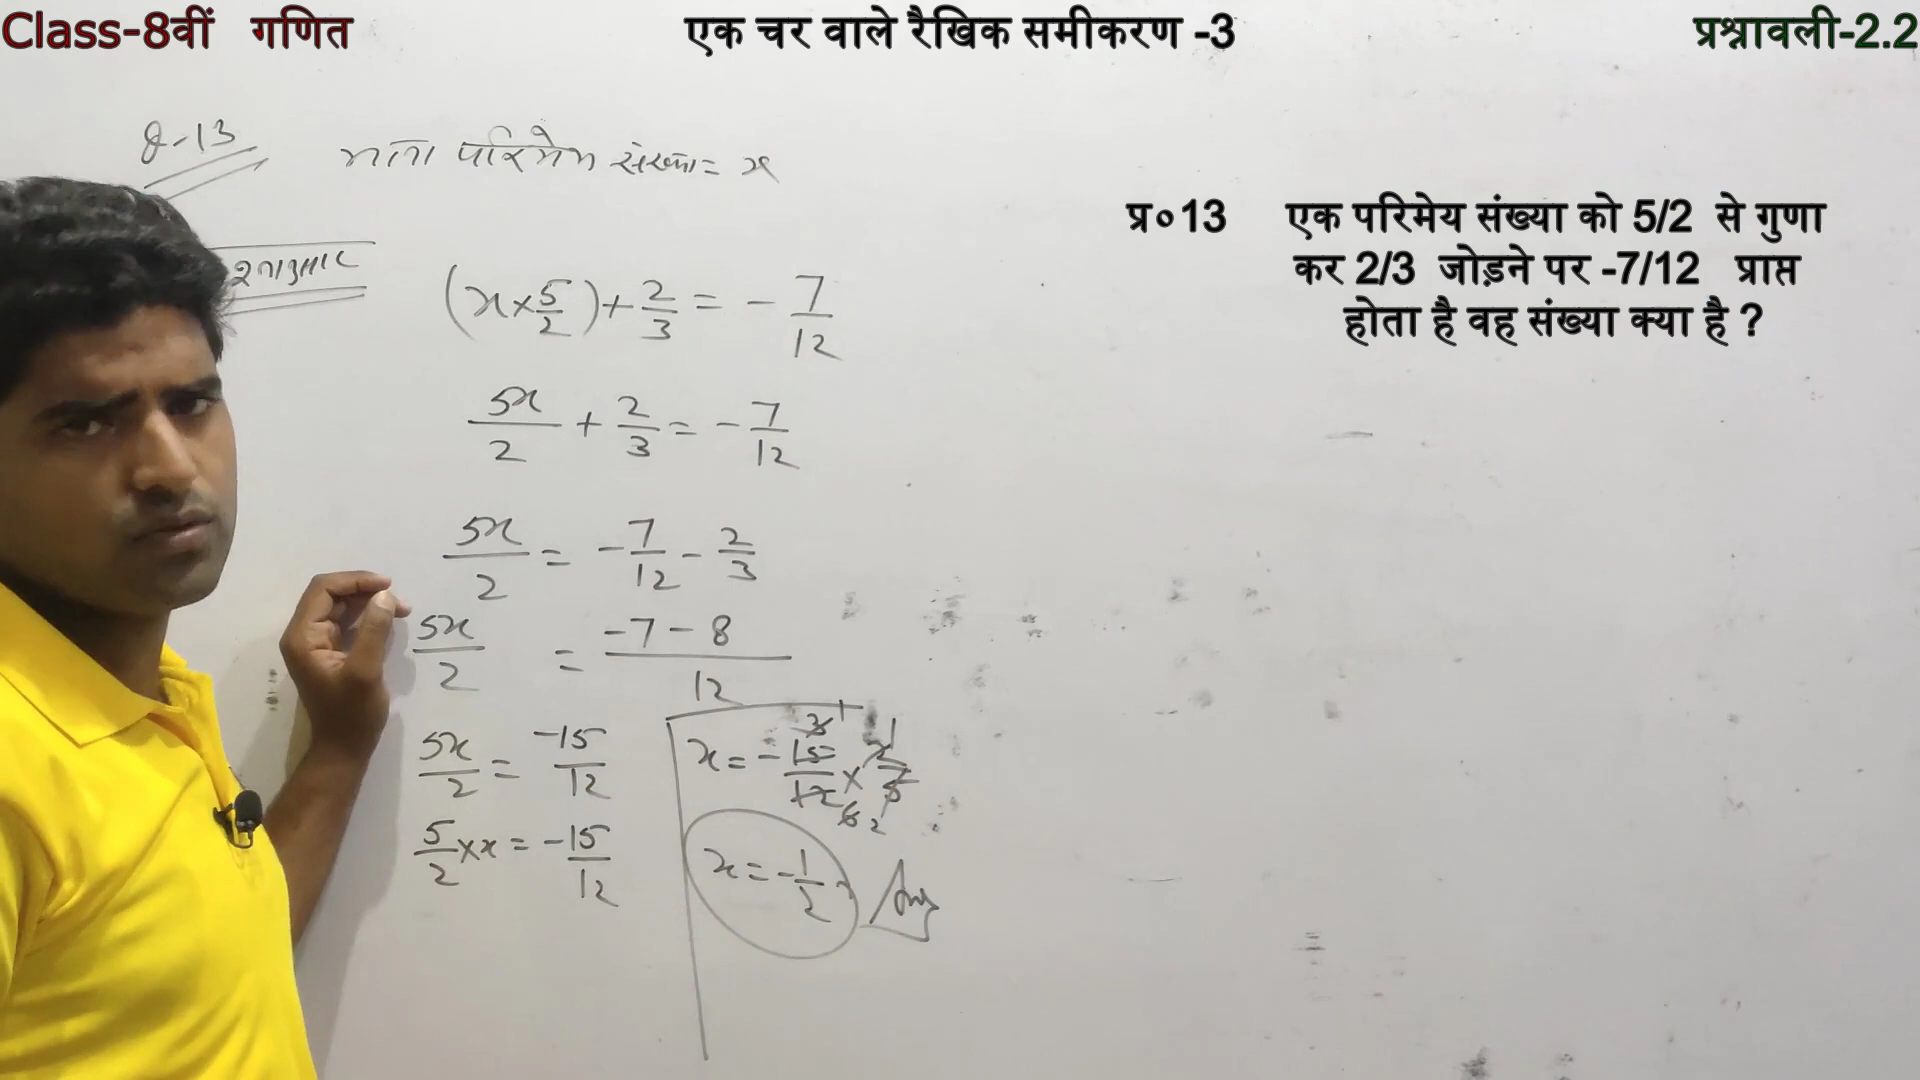 Class-8वीं गणित
एक चर वाले रैखिक समीकरण -3
प्रश्नावली-2.2
प्र०13 एक परिमेय संख्या को 5/2 से गुणा
कर 2/3 जोड़ने पर -7/12 प्राप्त
होता है वह संख्या क्या है ?
Q-13
माना परिमेय संख्या = x
(x×5/2)+2/3 = -7/12
5x/2 + 2/3 = -7/12
5x/2 = -7/12 - 2/3
5x/2 = -7-8/12
5x/2 = -15/12
5/2×x = -15/12
x = -15/12 × 2/5
x = -1/2 Ans